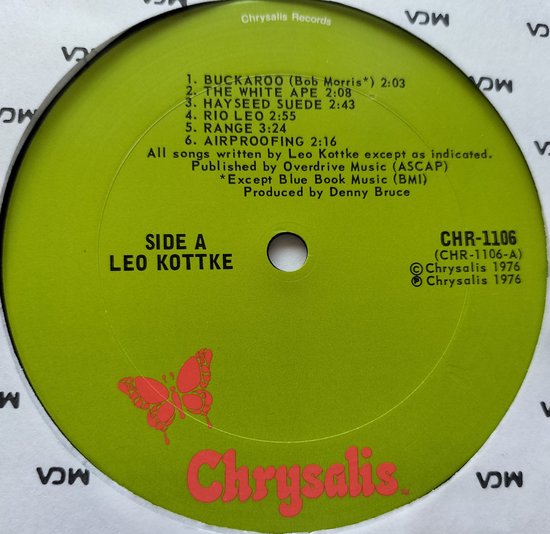 Chrysalis Records
1. BUCKAROO (Bob Morris*) 2:03
2. THE WHITE APE 2:08
3. HAYSEED SUEDE 2:43
4. RIO LEO 2:55
5. RANGE 3:24
6. AIRPROOFING 2:16
All songs written by Leo Kottke except as indicated.
Published by Overdrive Music (ASCAP)
*Except Blue Book Music (BMI)
Produced by Denny Bruce
SIDE A
LEO KOTTKE
CHR-1106
(CHR-1106-A)
© Chrysalis 1976
℗ Chrysalis 1976
Chrysalis™
MCA
MCA
MCA
MCA
MCA
MCA
MCA
MCA